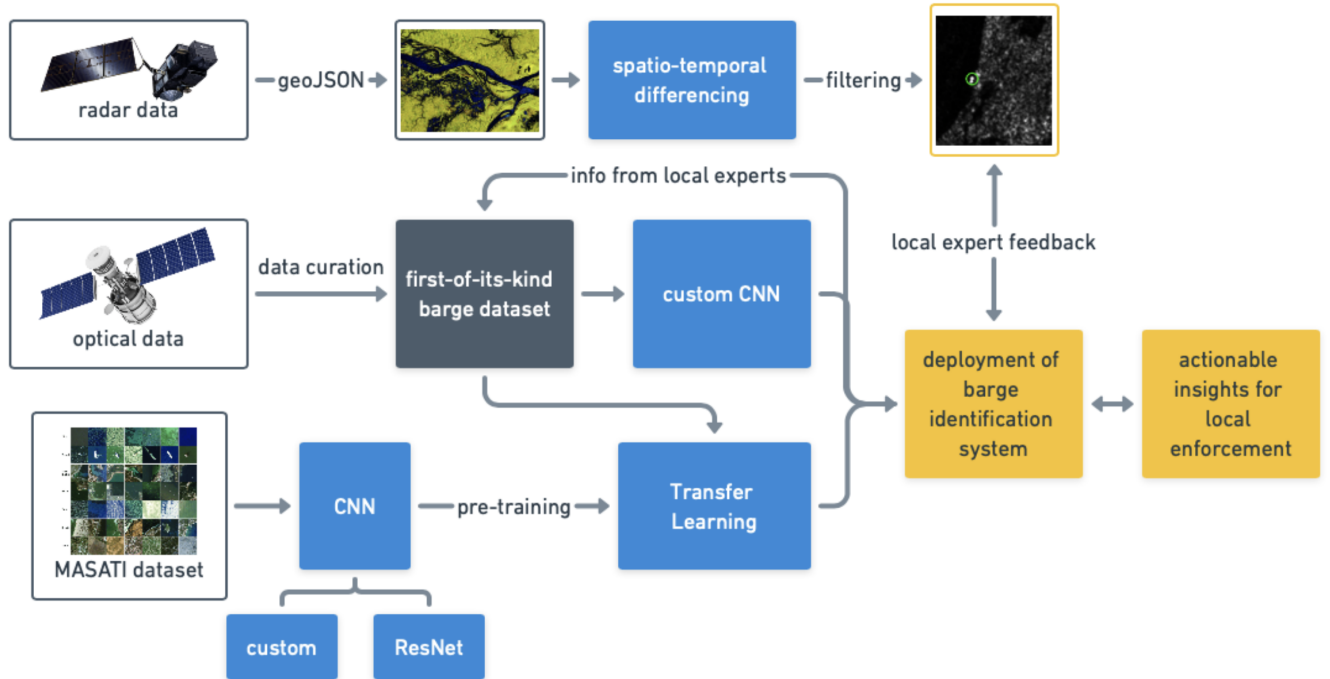 radar data
geoJSON
spatio-temporal
differencing
filtering
info from local experts
optical data
data curation
first-of-its-kind
barge dataset
custom CNN
local expert feedback
deployment of
barge
identification
system
actionable
insights for
local
enforcement
MASATI dataset
CNN
pre-training
Transfer
Learning
custom
ResNet